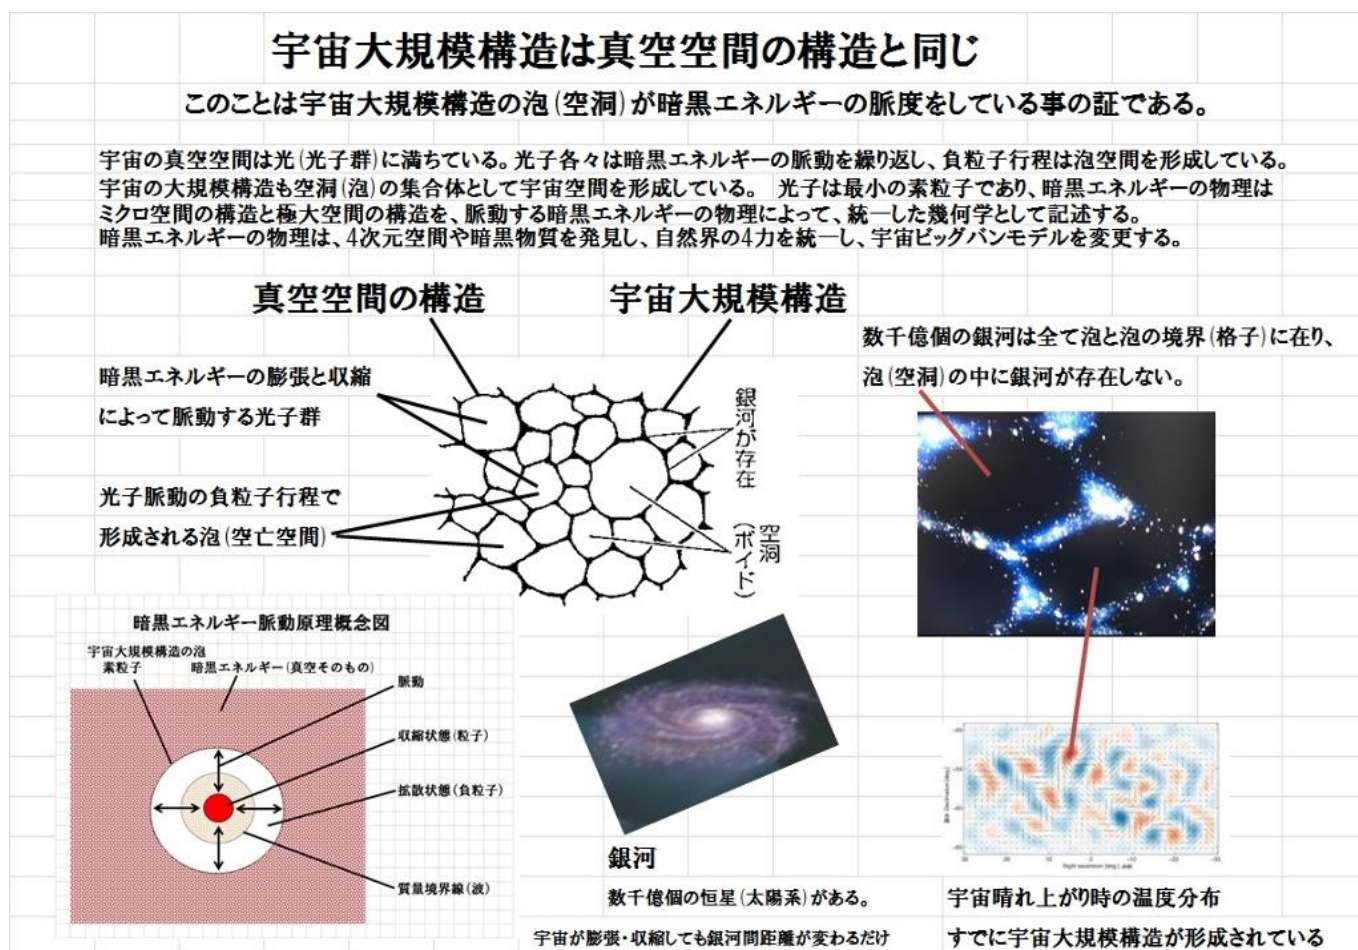 宇宙大規模構造は真空空間の構造と同じ
このことは宇宙大規模構造の泡(空洞)が暗黒エネルギーの脈度をしている事の証である。
宇宙の真空空間は光(光子群)に満ちている。光子各々は暗黒エネルギーの脈動を繰り返し、負粒子行程は泡空間を形成している。
宇宙の大規模構造も空洞(泡)の集合体として宇宙空間を形成している。 光子は最小の素粒子であり、暗黒エネルギーの物理は
ミクロ空間の構造と極大空間の構造を、脈動する暗黒エネルギーの物理によって、統一した幾何学として記述する。
暗黒エネルギーの物理は、4次元空間や暗黒物質を発見し、自然界の4力を統一し、宇宙ビッグバンモデルを変更する。
真空空間の構造
宇宙大規模構造
数千億個の銀河は全て泡と泡の境界(格子)に在り、
泡(空洞)の中に銀河が存在しない。
暗黒エネルギーの膨張と収縮
によって脈動する光子群
光子脈動の負粒子行程で
形成される泡(空亡空間)
銀河が存在
空洞
(ボイド)
暗黒エネルギー脈動原理概念図
宇宙大規模構造の泡
素粒子
暗黒エネルギー(真空そのもの)
脈動
収縮状態(粒子)
拡散状態(負粒子)
質量境界線(波)
銀河
数千億個の恒星(太陽系)がある。
宇宙が膨張・収縮しても銀河間距離が変わるだけ
30
20
10
0
-10
-20
-30
宇宙晴れ上がり時の温度分布
すでに宇宙大規模構造が形成されている